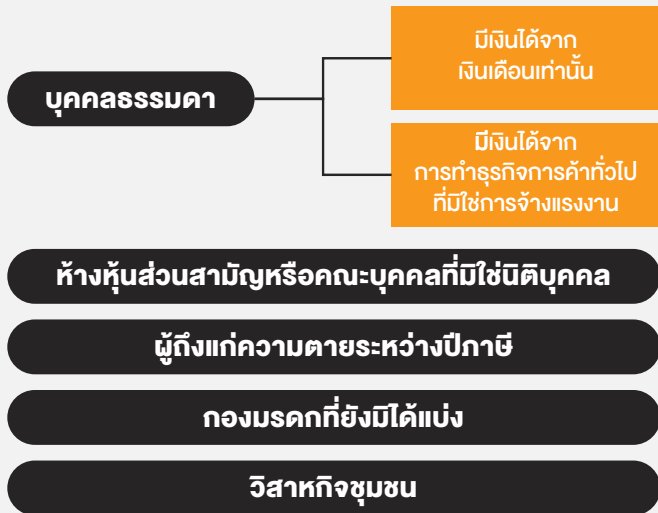 มีเงินได้จาก
เงินเดือนเท่านั้น
บุคคลธรรมดา
มีเงินได้จาก
การทำธุรกิจการค้าทั่วไป
ที่มิใช่การจ้างแรงงาน
ห้างหุ้นส่วนสามัญหรือคณะบุคคลที่มิใช่นิติบุคคล
ผู้ถึงแก่ความตายระหว่างปีภาษี
กองมรดกที่ยังมิได้แบ่ง
วิสาหกิจชุมชน